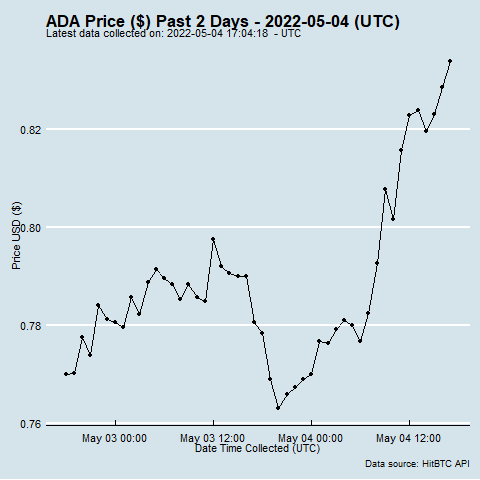 ADA Price ($) Past 2 Days - 2022-05-04 (UTC)
Latest data collected on: 2022-05-04 17:04:18 - UTC
0.82
0.80
0.78
0.76
Price USD ($)
May 03 00:00
May 03 12:00
May 04 00:00
May 04 12:00
Date Time Collected (UTC)
Data source: HitBTC API